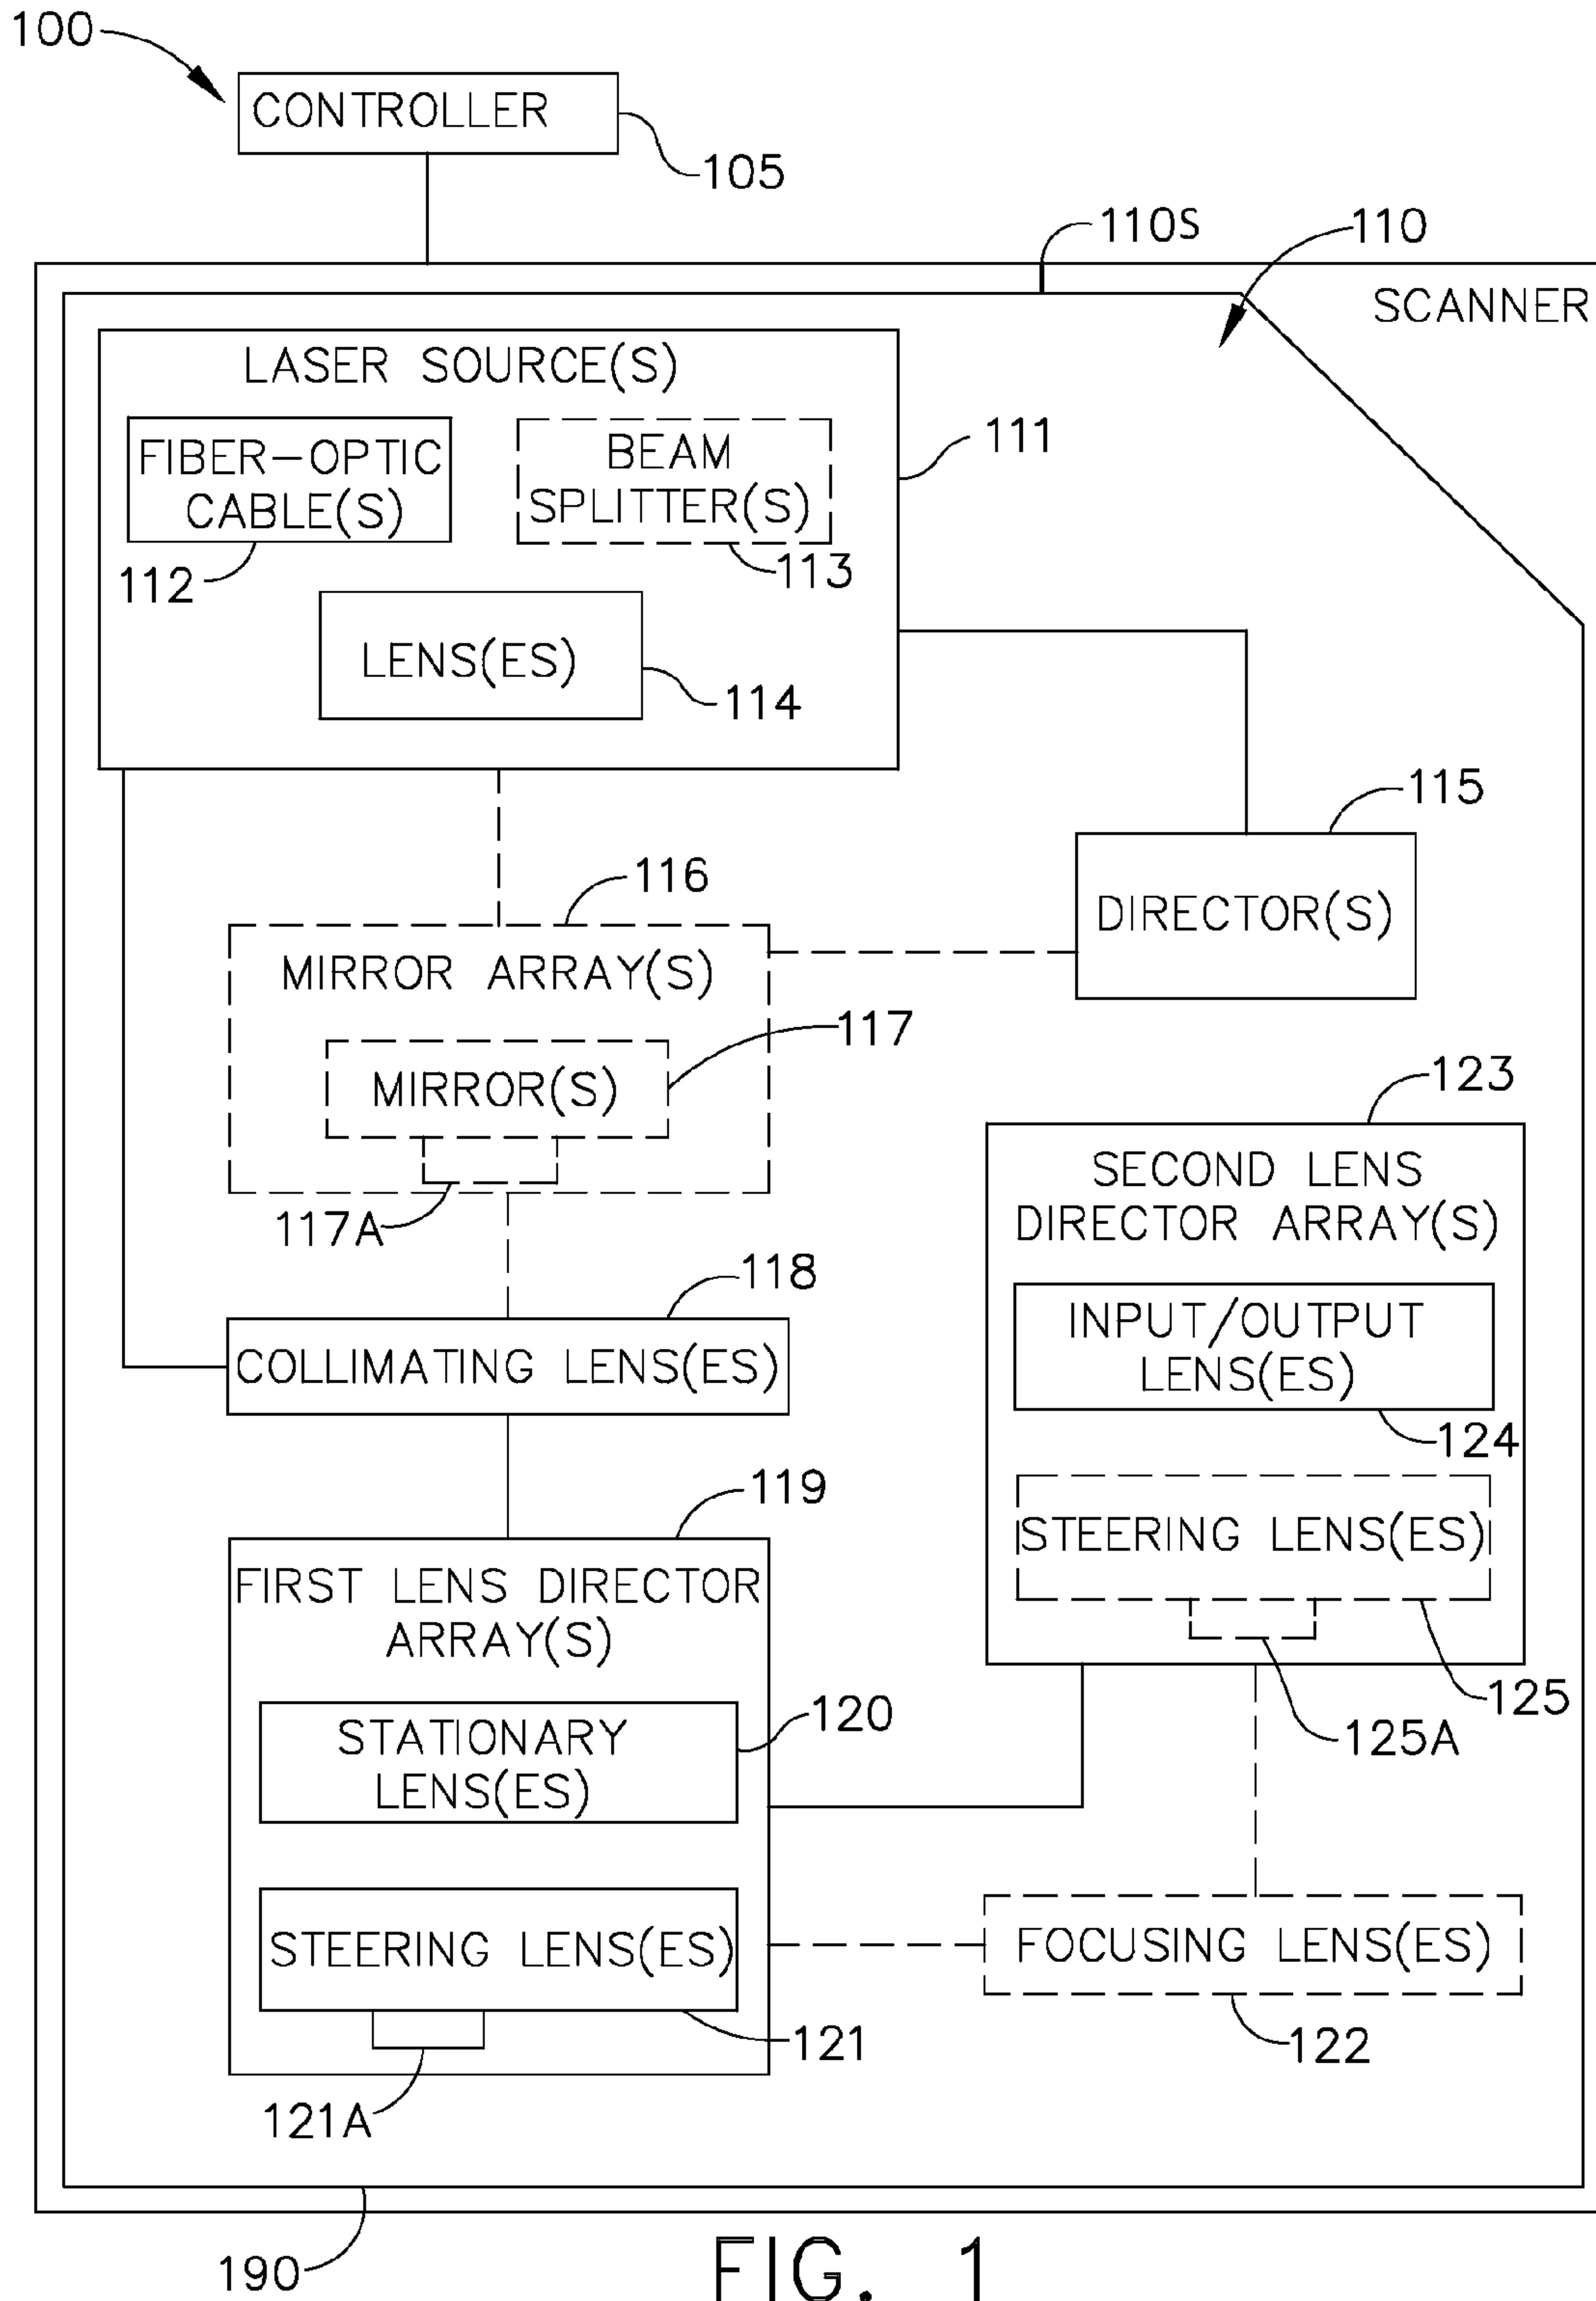 100
CONTROLLER
105
110S
110
SCANNER
LASER SOURCE(S)
111
FIBER-OPTIC
CABLE(S)
BEAM
SPLITTER(S)
112
113
LENS(ES)
114
115
116
DIRECTOR(S)
MIRROR ARRAY(S)
117
MIRROR(S)
123
117A
SECOND LENS
DIRECTOR ARRAY(S)
118
COLLIMATING LENS(ES)
INPUT/OUTPUT
LENS(ES)
124
119
STEERING LENS(ES)
FIRST LENS DIRECTOR
ARRAY(S)
125
125A
120
STATIONARY
LENS(ES)
STEERING LENS(ES)
FOCUSING LENS(ES)
121
122
121A
190
FIG. 1